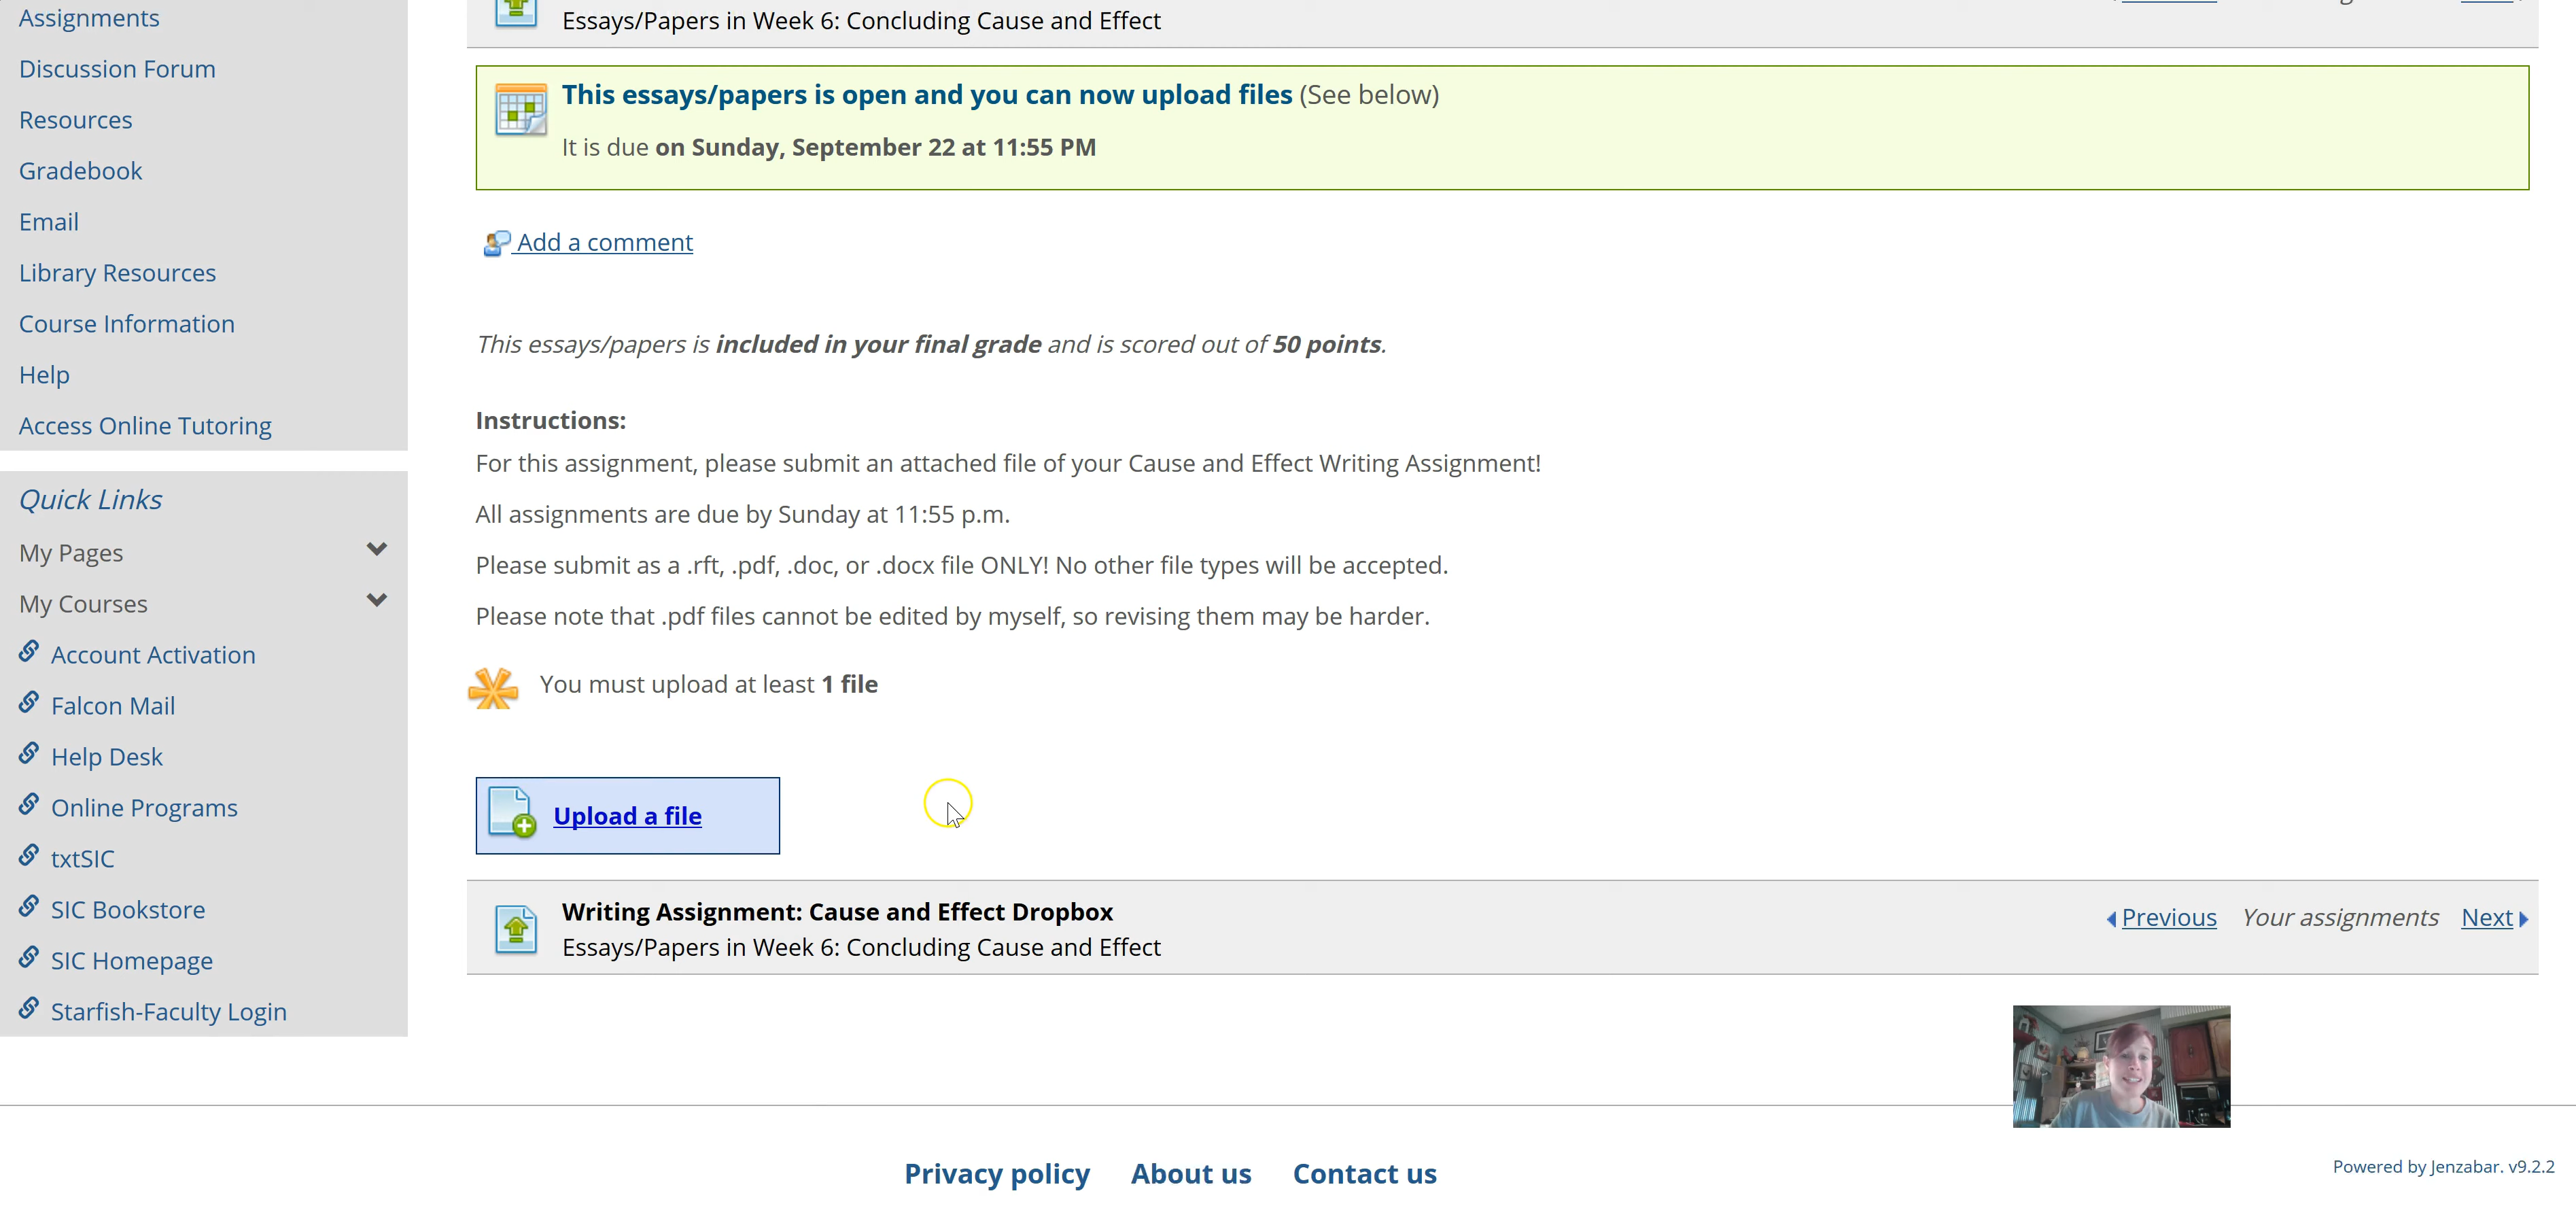 Assignments
Discussion Forum
Resources
Gradebook
Email
Library Resources
Course Information
Help
Access Online Tutoring
Quick Links
My Pages
My Courses
Account Activation
Falcon Mail
Help Desk
Online Programs
txtSIC
SIC Bookstore
SIC Homepage
Starfish-Faculty Login
Essays/Papers in Week 6: Concluding Cause and Effect
This essays/papers is open and you can now upload files (See below)
It is due on Sunday, September 22 at 11:55 PM
Add a comment
This essays/papers is included in your final grade and is scored out of 50 points.
Instructions:
For this assignment, please submit an attached file of your Cause and Effect Writing Assignment!
All assignments are due by Sunday at 11:55 p.m.
Please submit as a .rft, .pdf, .doc, or .docx file ONLY! No other file types will be accepted.
Please note that .pdf files cannot be edited by myself, so revising them may be harder.
You must upload at least 1 file
Upload a file
Writing Assignment: Cause and Effect Dropbox
Essays/Papers in Week 6: Concluding Cause and Effect
Previous Your assignments Next
Privacy policy About us Contact us
Powered by Jenzabar. v9.2.2